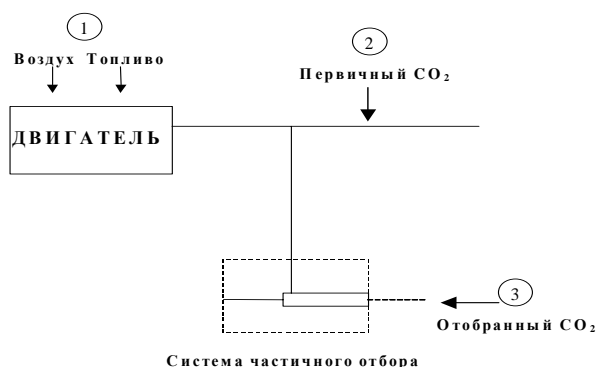 1
Воздух Топливо
ДВИГАТЕЛЬ
2
Первичный CO₂
3
Отобранный CO₂
Система частичного отбора